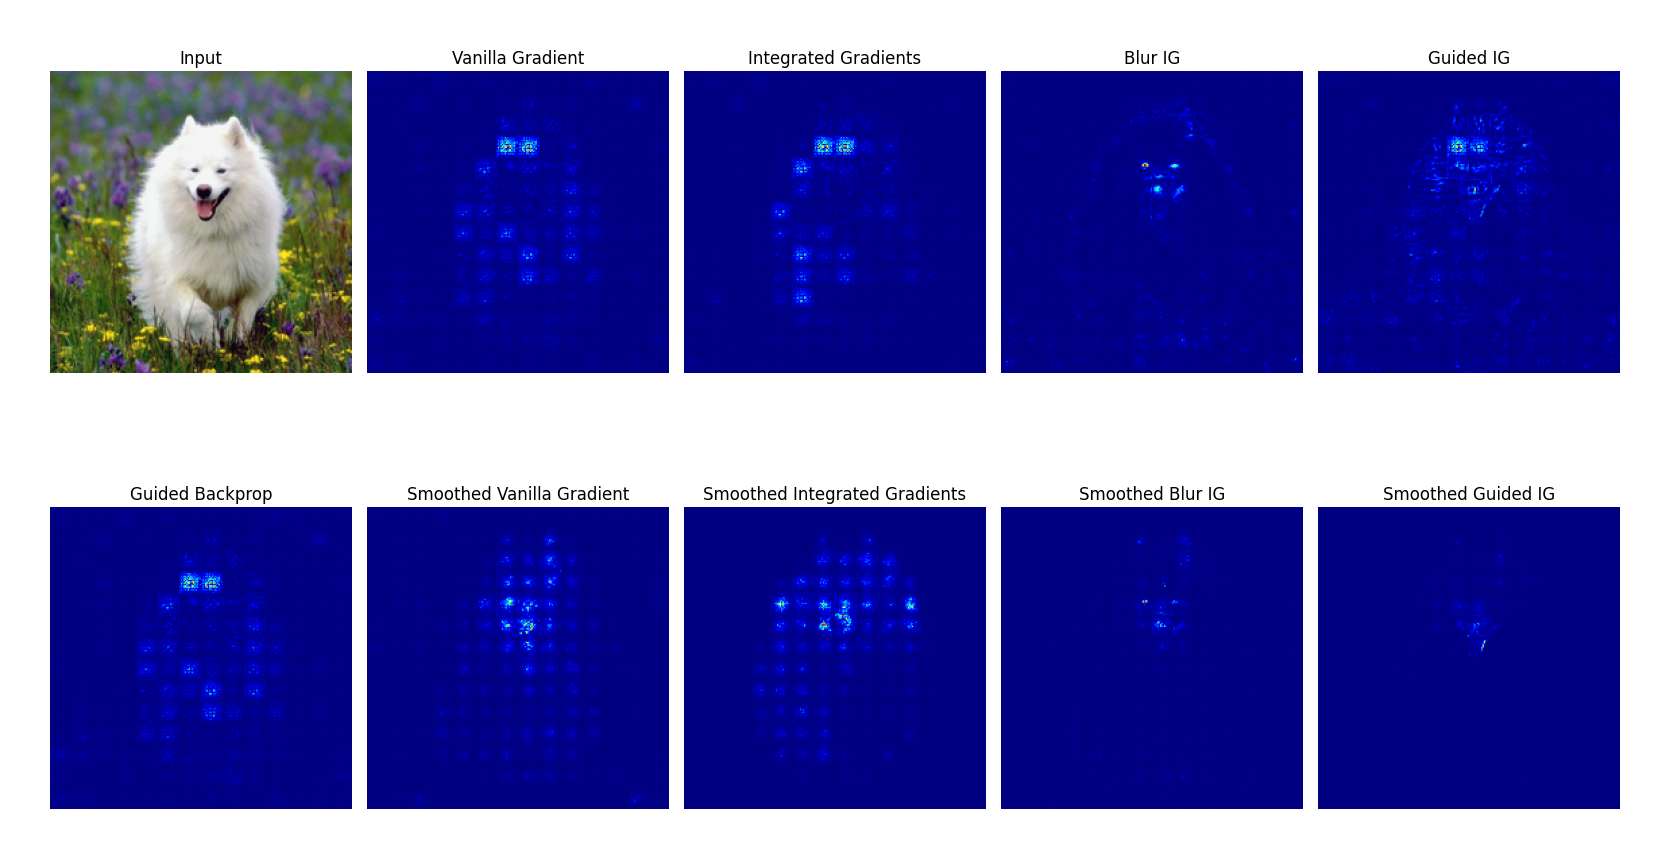 Input
Vanilla Gradient
Integrated Gradients
Blur IG
Guided IG
Guided Backprop
Smoothed Vanilla Gradient
Smoothed Integrated Gradients
Smoothed Blur IG
Smoothed Guided IG